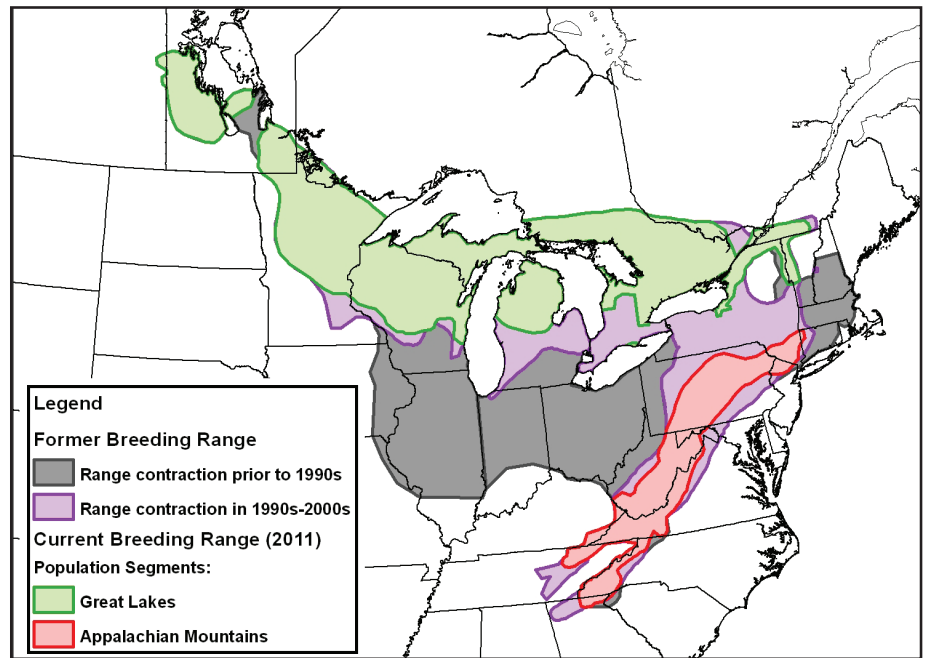 Legend
Former Breeding Range
Range contraction prior to 1990s
Range contraction in 1990s-2000s
Current Breeding Range (2011)
Population Segments:
Great Lakes
Appalachian Mountains